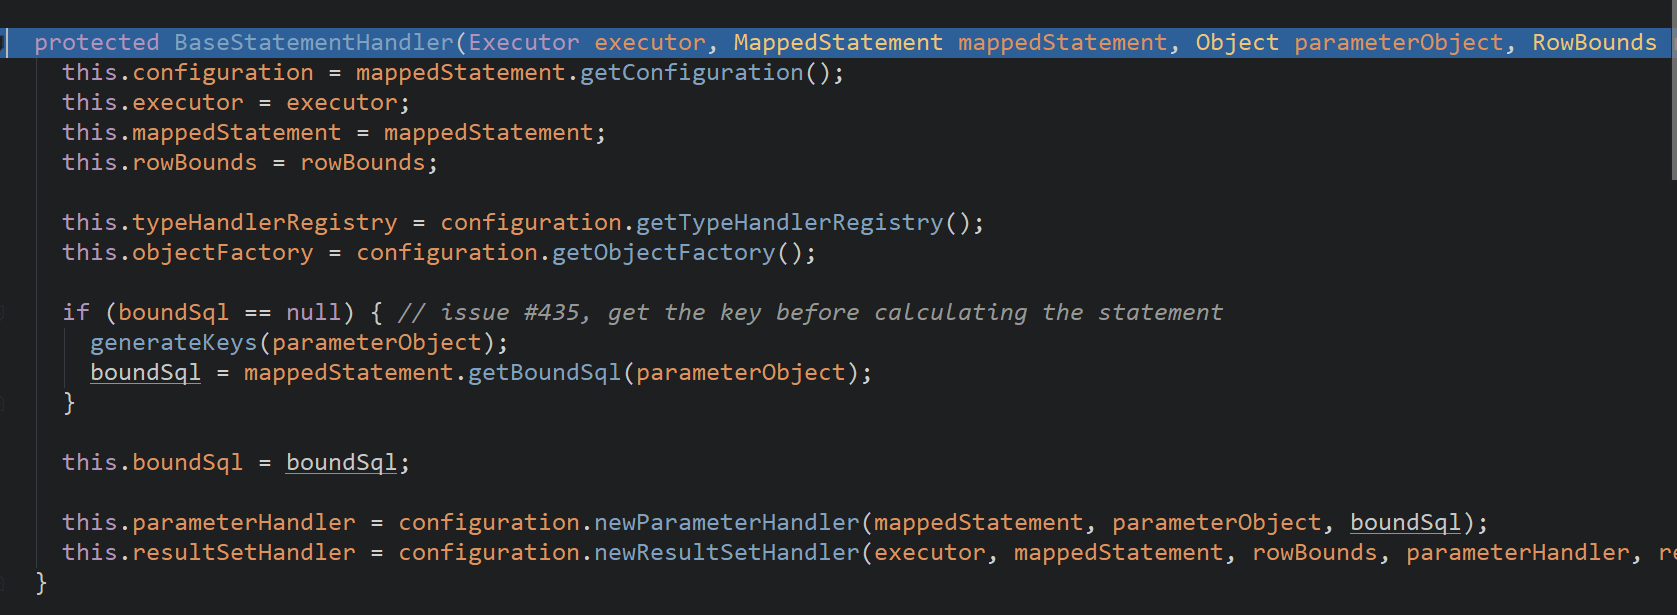 protected BaseStatementHandler(Executor executor, MappedStatement mappedStatement, Object parameterObject, RowBounds
this.configuration = mappedStatement.getConfiguration();
this.executor = executor;
this.mappedStatement = mappedStatement;
this.rowBounds = rowBounds;
this.typeHandlerRegistry = configuration.getTypeHandlerRegistry();
this.objectFactory = configuration.getObjectFactory();
if (boundSql == null) { // issue #435, get the key before calculating the statement
generateKeys(parameterObject);
boundSql = mappedStatement.getBoundSql(parameterObject);
}
this.boundSql = boundSql;
this.parameterHandler = configuration.newParameterHandler(mappedStatement, parameterObject, boundSql);
this.resultSetHandler = configuration.newResultSetHandler(executor, mappedStatement, rowBounds, parameterHandler,
}